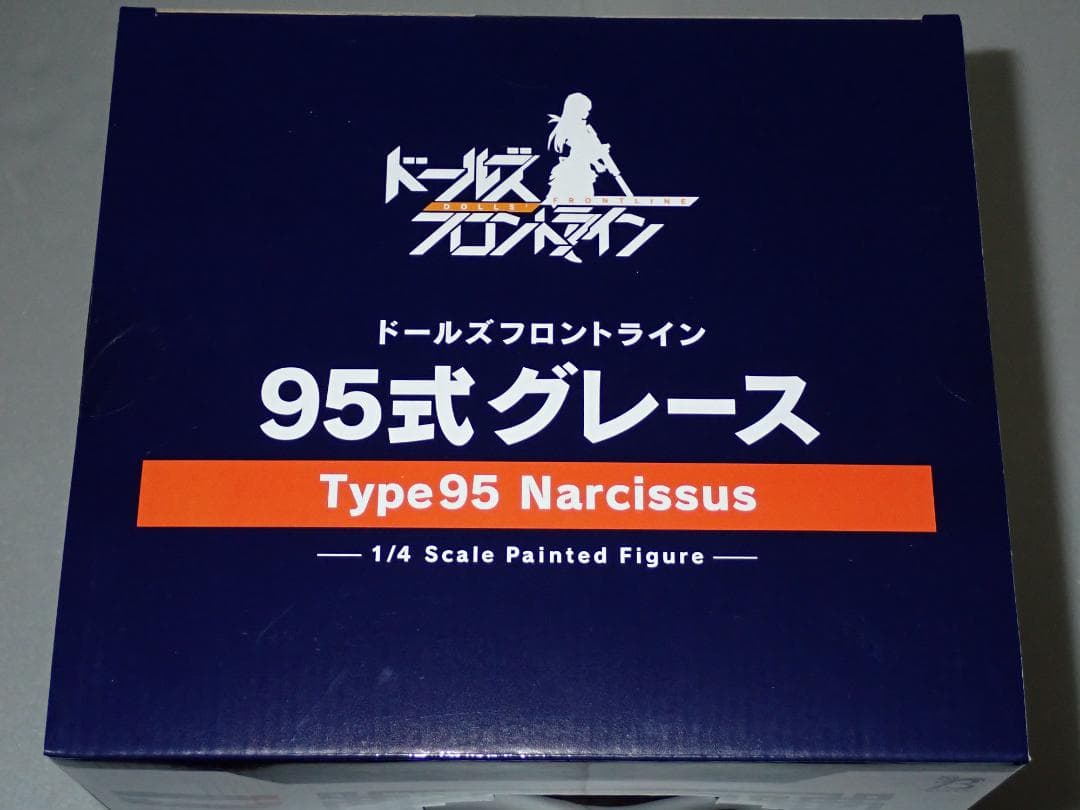 ドールズ
DOLLS' FRONTLINE
フロントライン
ドールズフロントライン
95式 グレース
Type95 Narcissus
1/4 Scale Painted Figure